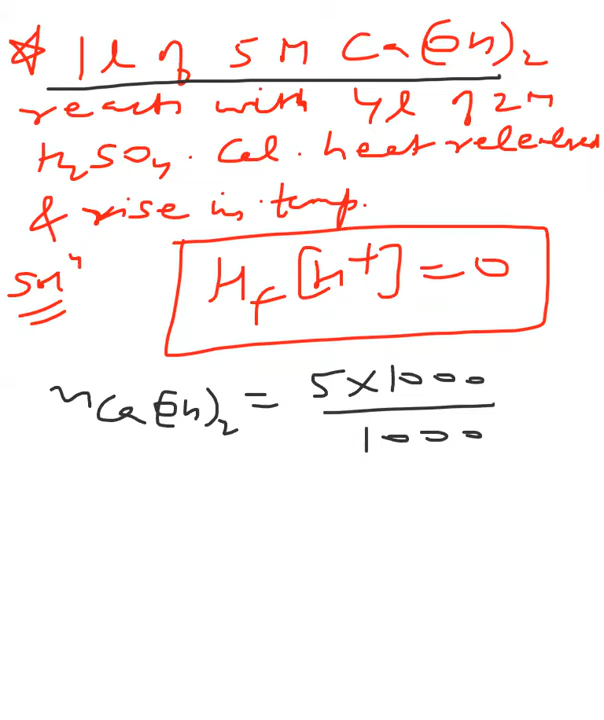 ☆ 1 l of 5 M Ca(OH)₂
reacts with 4 l of 2 M
H₂SO₄. Cal. heat released
& rise in temp.
Solⁿ
H_f [H⁺] = 0
n Ca(OH)₂ = 5 × 1000 / 1000